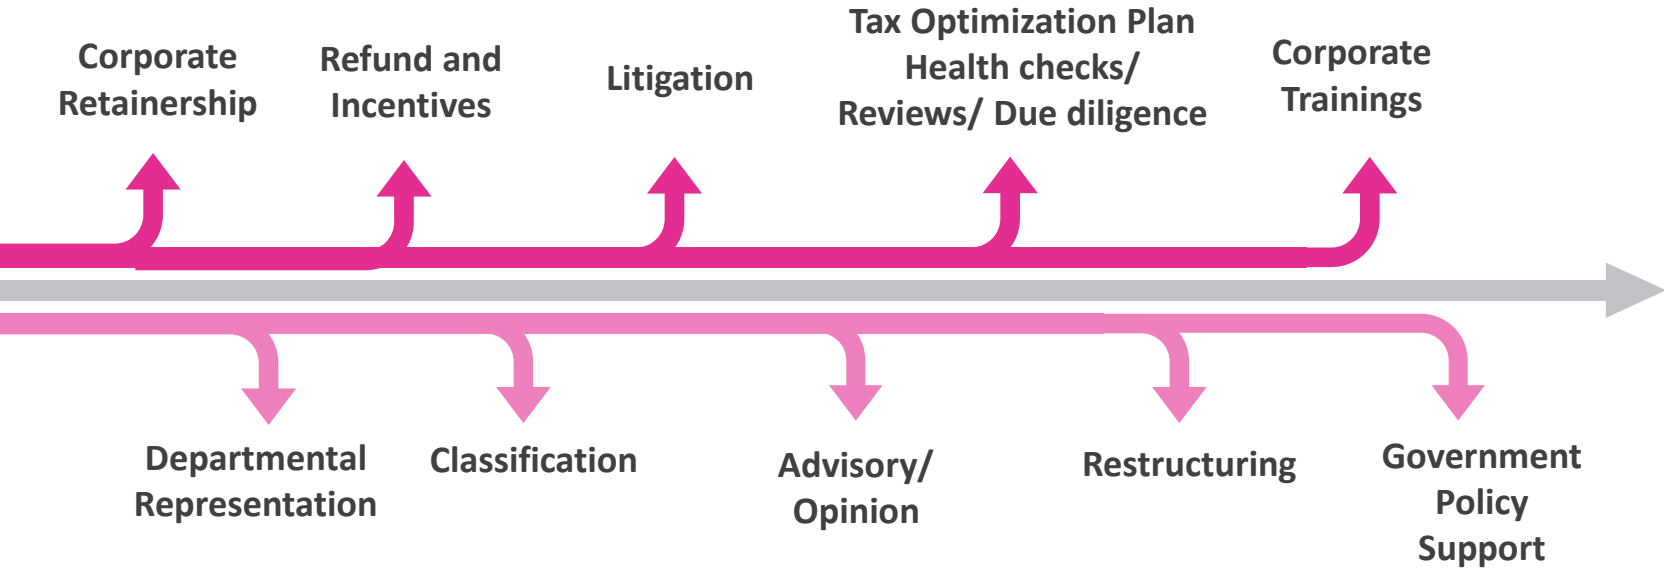 Corporate
Retainership
Refund and
Incentives
Litigation
Tax Optimization Plan
Health checks/
Reviews/ Due diligence
Corporate
Trainings
Departmental
Representation
Classification
Advisory/
Opinion
Restructuring
Government
Policy
Support